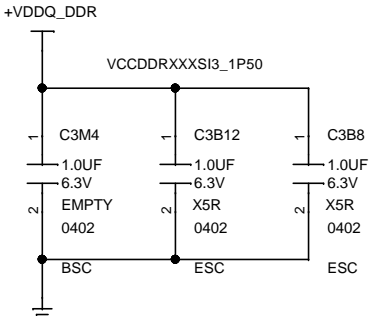 +VDDQ_DDR
VCCDDRXXXSI3_1P50
1 C3M4 1 C3B12 1 C3B8
1.0UF 1.0UF 1.0UF
6.3V 6.3V 6.3V
2 EMPTY 2 X5R 2 X5R
0402 0402 0402
BSC ESC ESC